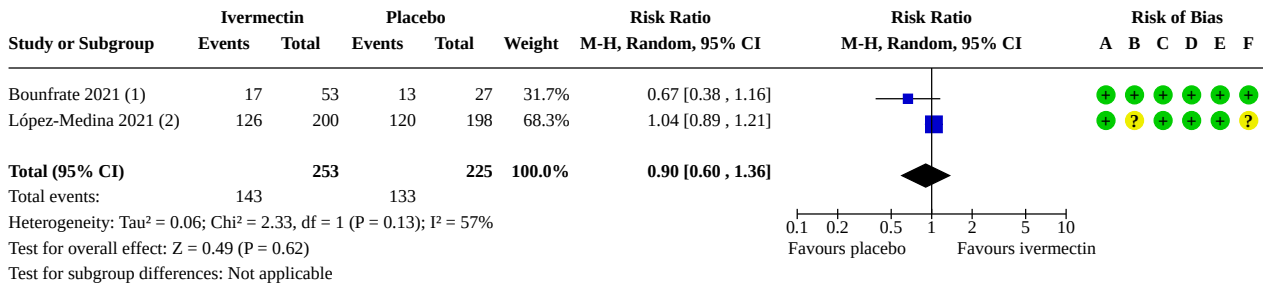 Ivermectin Placebo Risk Ratio Risk Ratio Risk of Bias
Study or Subgroup Events Total Events Total Weight M-H, Random, 95% CI M-H, Random, 95% CI A B C D E F
Bounfrate 2021 (1) 17 53 13 27 31.7% 0.67 [0.38 , 1.16] + + + + + +
López-Medina 2021 (2) 126 200 120 198 68.3% 1.04 [0.89 , 1.21] + ? + + + ?
Total (95% CI) 253 225 100.0% 0.90 [0.60 , 1.36]
Total events: 143 133
Heterogeneity: Tau² = 0.06; Chi² = 2.33, df = 1 (P = 0.13); I² = 57%
0.1 0.2 0.5 1 2 5 10
Test for overall effect: Z = 0.49 (P = 0.62) Favours placebo Favours ivermectin
Test for subgroup differences: Not applicable